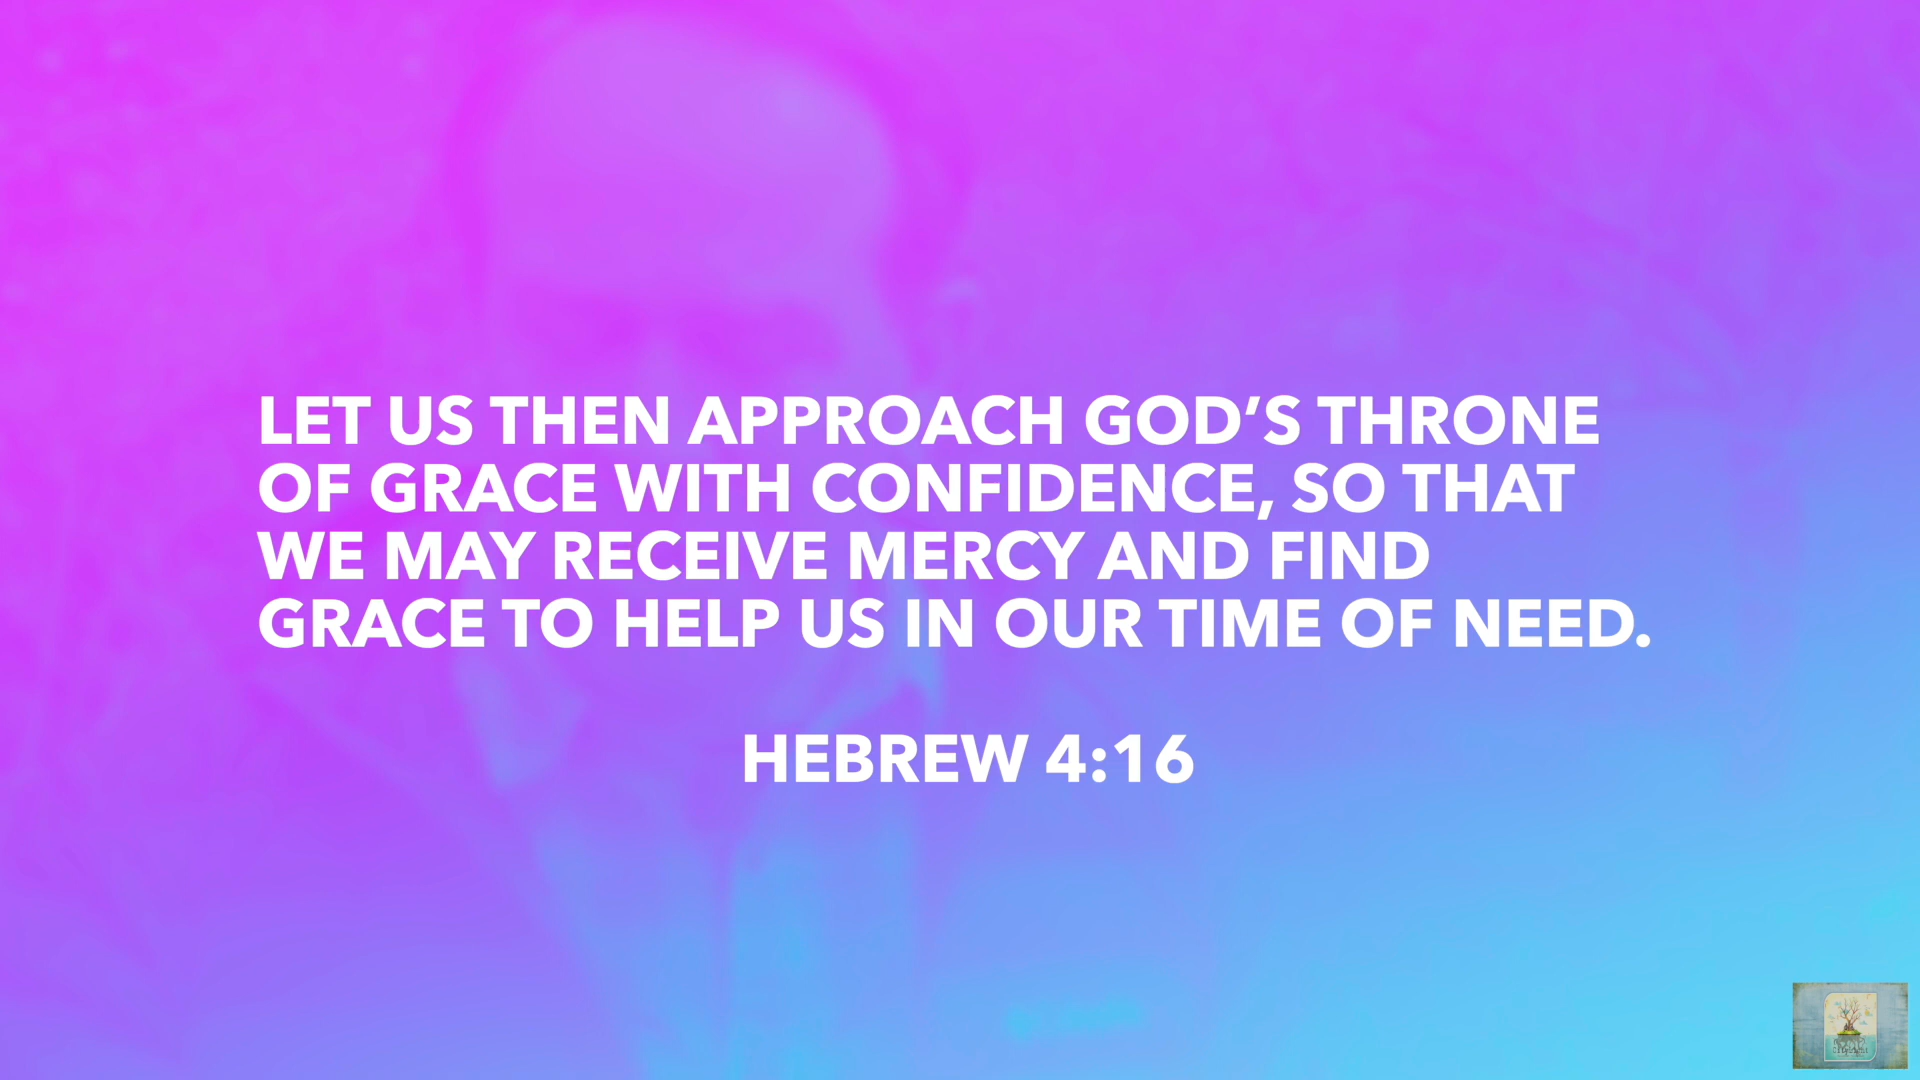 LET US THEN APPROACH GOD’S THRONE
OF GRACE WITH CONFIDENCE, SO THAT
WE MAY RECEIVE MERCY AND FIND
GRACE TO HELP US IN OUR TIME OF NEED.
HEBREW 4:16